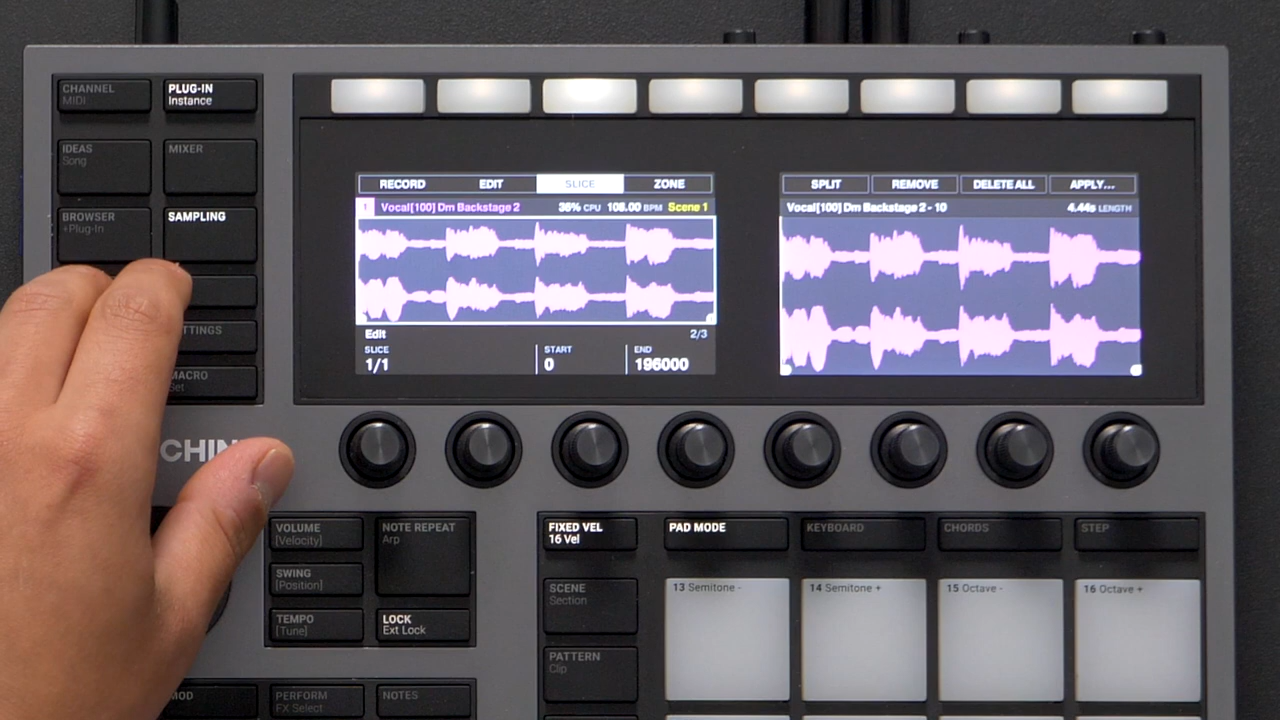 CHANNEL
MIDI
PLUG-IN
Instance
IDEAS
Song
MIXER
BROWSER
+Plug-In
SAMPLING
TTINGS
MACRO
Set
CHIN
RECORD EDIT SLICE ZONE
1 Vocal[100] Dm Backstage 2 36% CPU 108.00 BPM Scene 1
Edit 2/3
SLICE START END
1/1 0 196000
SPLIT REMOVE DELETE ALL APPLY...
Vocal[100] Dm Backstage 2 - 10 4.44s LENGTH
VOLUME
[Velocity]
NOTE REPEAT
Arp
SWING
[Position]
TEMPO
[Tune]
LOCK
Ext Lock
MOD
PERFORM
FX Select
NOTES
FIXED VEL
16 Vel
PAD MODE
KEYBOARD
CHORDS
STEP
SCENE
Section
PATTERN
Clip
13 Semitone -
14 Semitone +
15 Octave -
16 Octave +